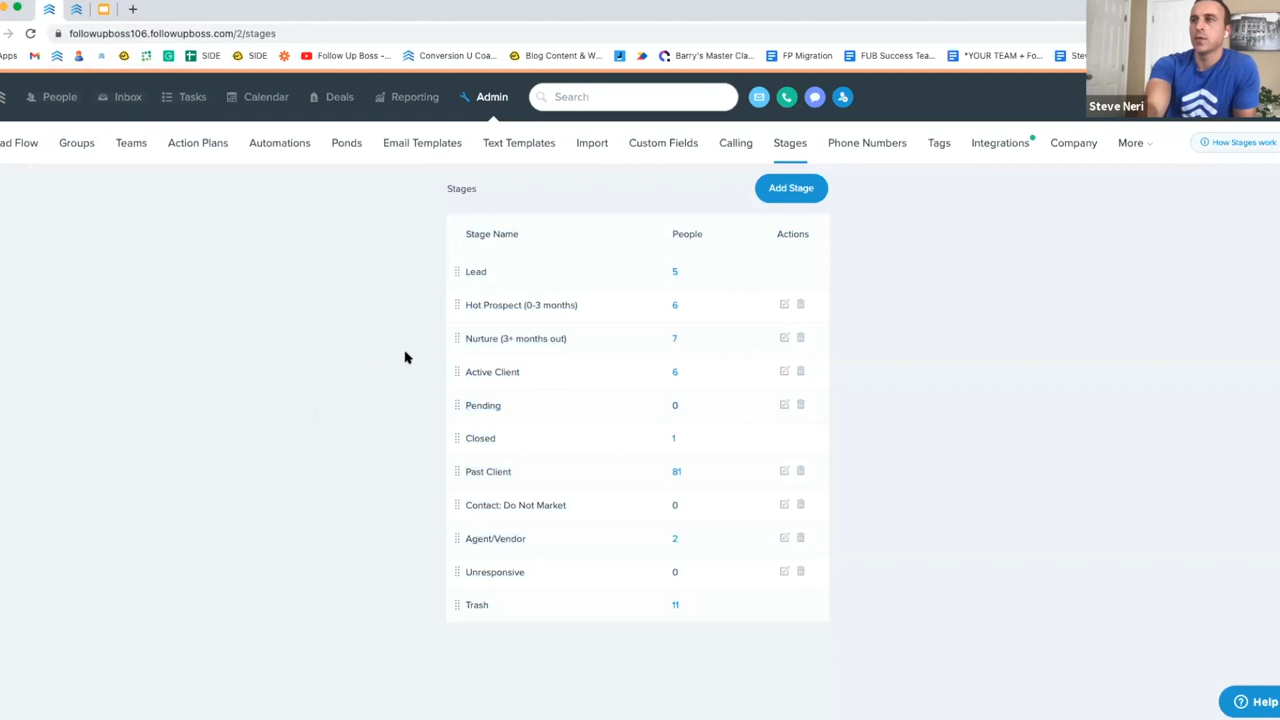 followupboss106.followupboss.com/2/stages
Apps SIDE SIDE Follow Up Boss - ... Conversion U Coa... Blog Content & W... Barry's Master Cla... FP Migration FUB Success Tea... *YOUR TEAM + Fo... Ste
People Inbox Tasks Calendar Deals Reporting Admin Search
Steve Neri
ad Flow Groups Teams Action Plans Automations Ponds Email Templates Text Templates Import Custom Fields Calling Stages Phone Numbers Tags Integrations Company More How Stages work
Stages Add Stage
Stage Name People Actions
Lead 5
Hot Prospect (0-3 months) 6
Nurture (3+ months out) 7
Active Client 6
Pending 0
Closed 1
Past Client 81
Contact: Do Not Market 0
Agent/Vendor 2
Unresponsive 0
Trash 11
Help